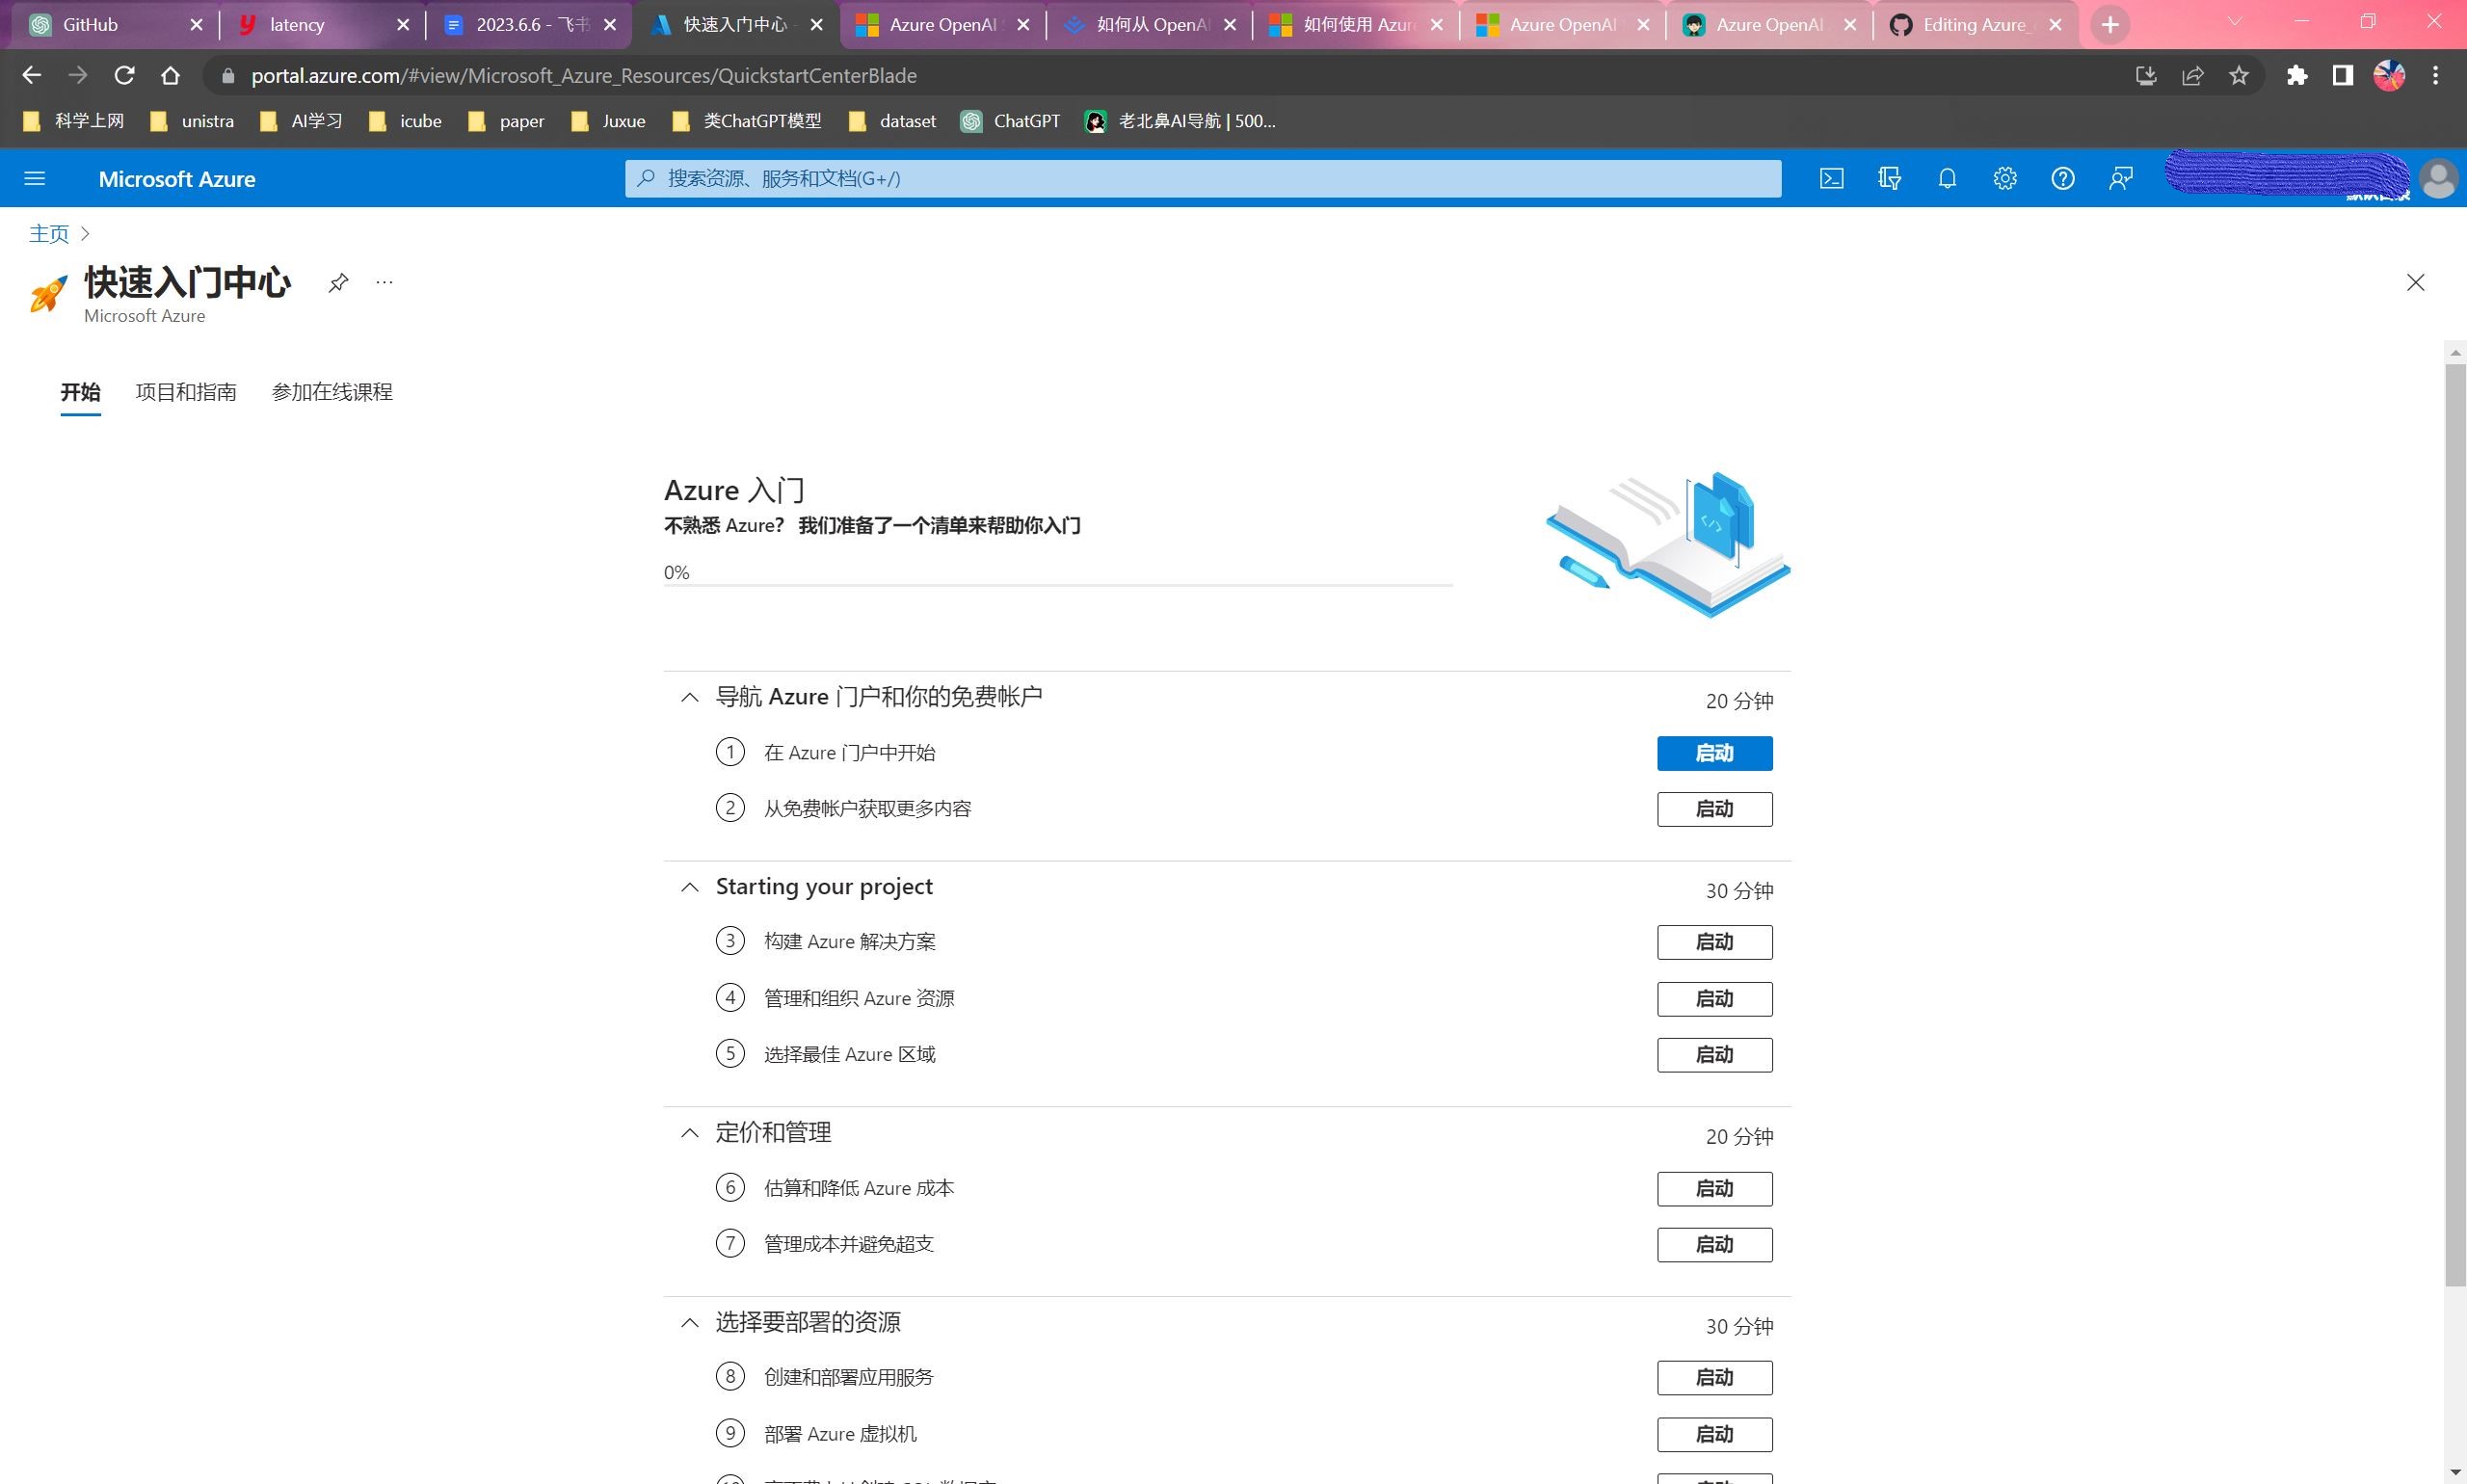 GitHub
latency
2023.6.6 - 飞书
快速入门中心
Azure OpenAI
如何从 OpenAI
如何使用 Azure
Azure OpenAI
Azure OpenAI
Editing Azure_
portal.azure.com/#view/Microsoft_Azure_Resources/QuickstartCenterBlade
科学上网
unistra
AI学习
icube
paper
Juxue
类ChatGPT模型
dataset
ChatGPT
老北鼻AI导航 | 500...
Microsoft Azure
搜索资源、服务和文档(G+/)
主页
快速入门中心
Microsoft Azure
开始
项目和指南
参加在线课程
Azure 入门
不熟悉 Azure? 我们准备了一个清单来帮助你入门
0%
导航 Azure 门户和你的免费帐户
20 分钟
1 在 Azure 门户中开始 启动
2 从免费帐户获取更多内容 启动
Starting your project
30 分钟
3 构建 Azure 解决方案 启动
4 管理和组织 Azure 资源 启动
5 选择最佳 Azure 区域 启动
定价和管理
20 分钟
6 估算和降低 Azure 成本 启动
7 管理成本并避免超支 启动
选择要部署的资源
30 分钟
8 创建和部署应用服务 启动
9 部署 Azure 虚拟机 启动